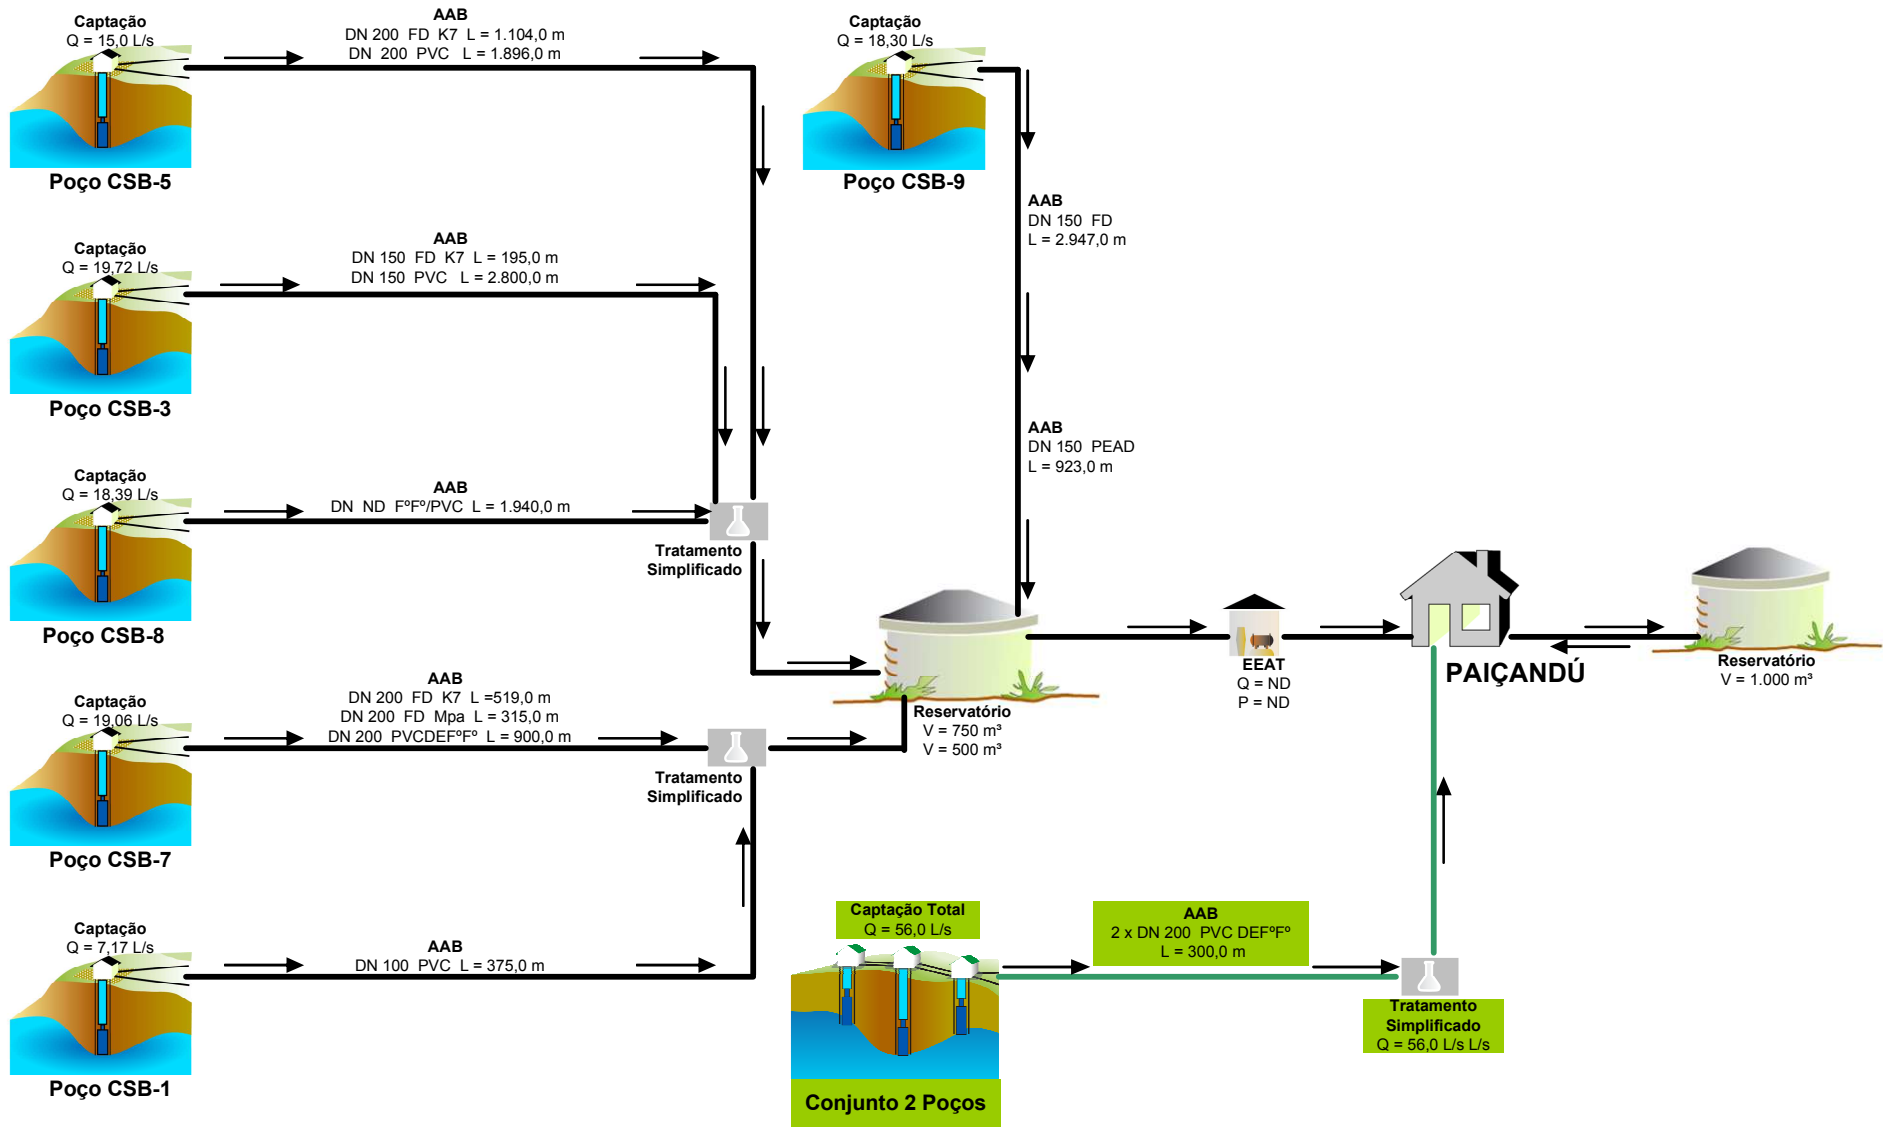 Captação
Q = 15,0 L/s
Poço CSB-5
AAB
DN 200 FD K7 L = 1.104,0 m
DN 200 PVC L = 1.896,0 m
Captação
Q = 18,30 L/s
Poço CSB-9
AAB
DN 150 FD
L = 2.947,0 m
AAB
DN 150 PEAD
L = 923,0 m
Captação
Q = 19,72 L/s
Poço CSB-3
AAB
DN 150 FD K7 L = 195,0 m
DN 150 PVC L = 2.800,0 m
Captação
Q = 18,39 L/s
Poço CSB-8
AAB
DN ND FºFº/PVC L = 1.940,0 m
Tratamento
Simplificado
Captação
Q = 19,06 L/s
Poço CSB-7
AAB
DN 200 FD K7 L =519,0 m
DN 200 FD Mpa L = 315,0 m
DN 200 PVCDEFºFº L = 900,0 m
Tratamento
Simplificado
Reservatório
V = 750 m³
V = 500 m³
EEAT
Q = ND
P = ND
PAIÇANDÚ
Reservatório
V = 1.000 m³
Captação
Q = 7,17 L/s
Poço CSB-1
AAB
DN 100 PVC L = 375,0 m
Captação Total
Q = 56,0 L/s
Conjunto 2 Poços
AAB
2 x DN 200 PVC DEFºFº
L = 300,0 m
Tratamento
Simplificado
Q = 56,0 L/s L/s